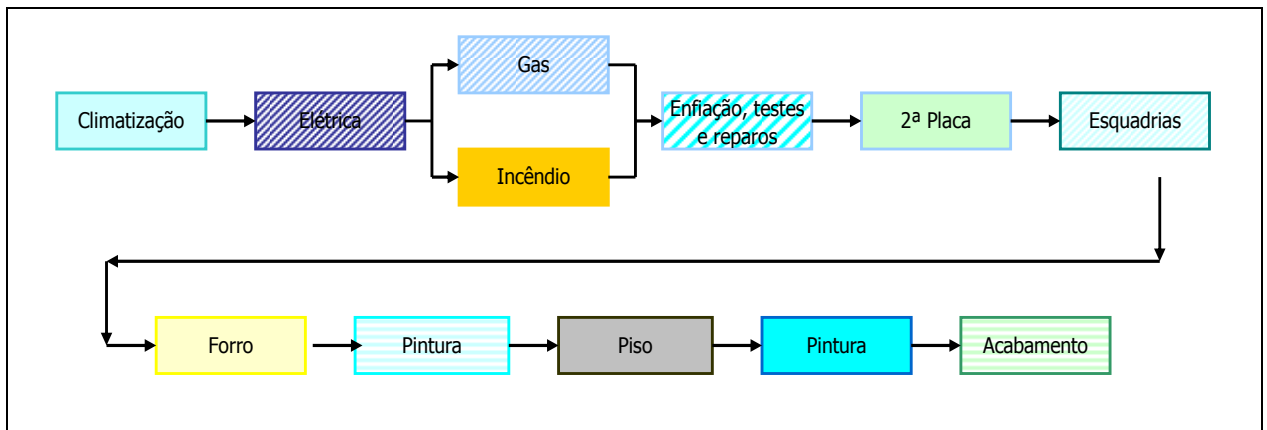 Climatização
Elétrica
Gas
Incêndio
Enfiação, testes
e reparos
2ª Placa
Esquadrias
Forro
Pintura
Piso
Pintura
Acabamento